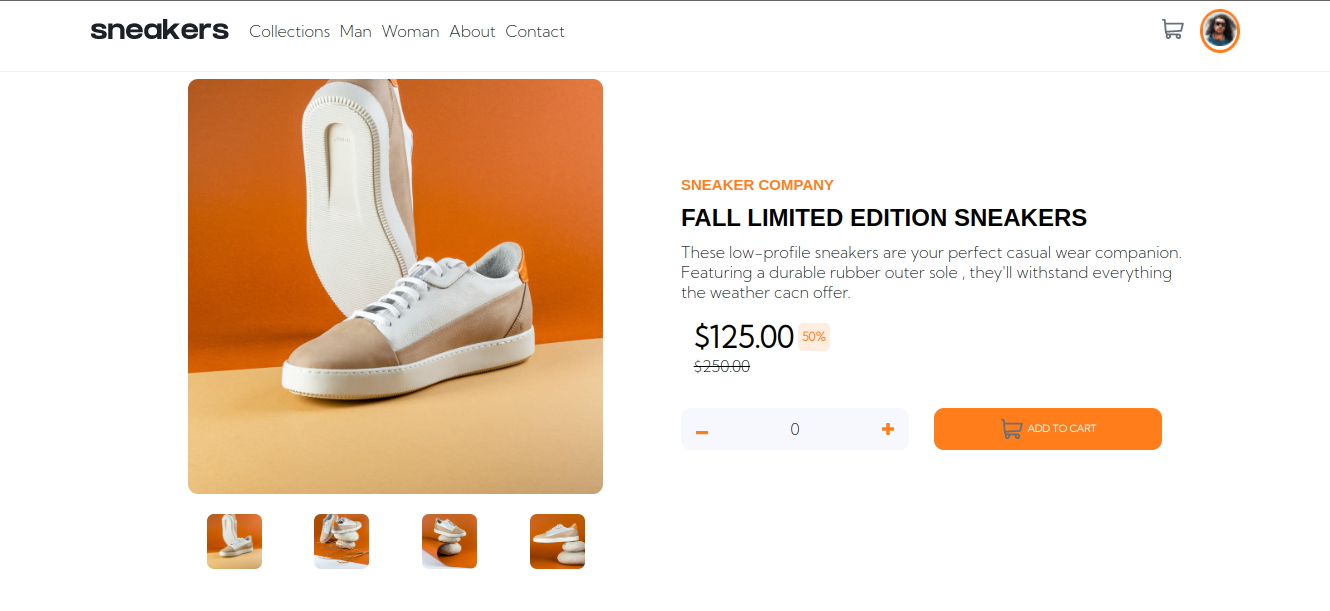 sneakers
Collections Man Woman About Contact
SNEAKER COMPANY
FALL LIMITED EDITION SNEAKERS
These low-profile sneakers are your perfect casual wear companion.
Featuring a durable rubber outer sole , they'll withstand everything
the weather cacn offer.
$125.00 50%
$250.00
– 0 +
ADD TO CART